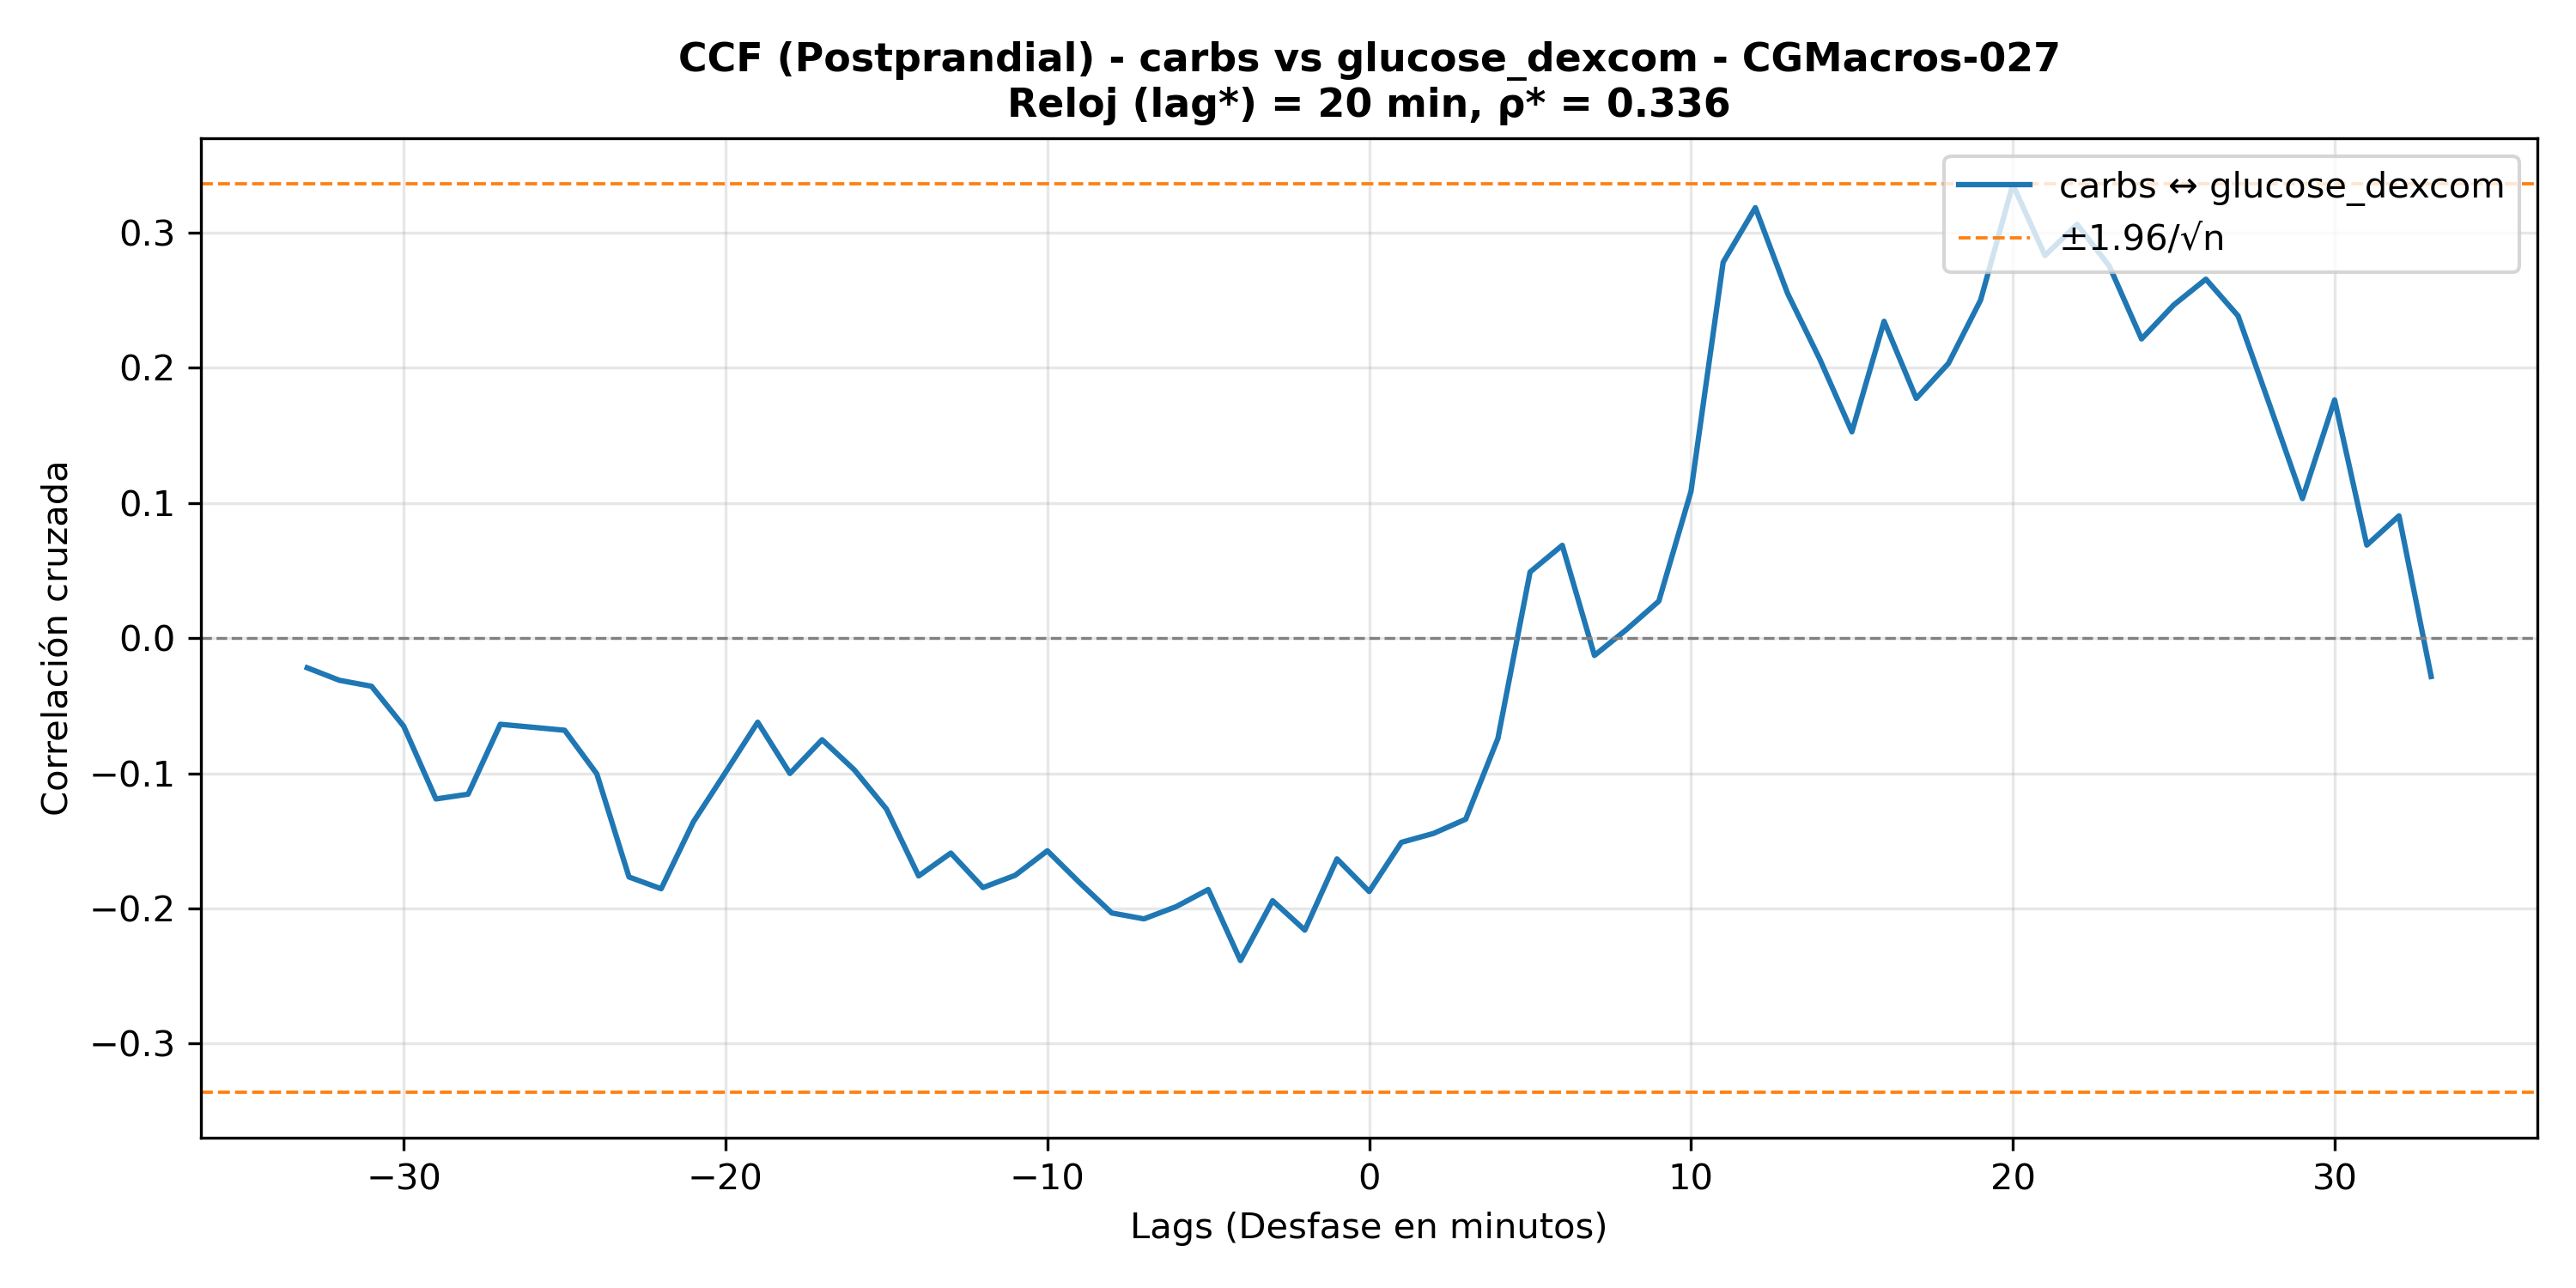 CCF (Postprandial) - carbs vs glucose_dexcom - CGMacros-027
Reloj (lag*) = 20 min, ρ* = 0.336
carbs ↔ glucose_dexcom
±1.96/√n
Correlación cruzada
0.3
0.2
0.1
0.0
−0.1
−0.2
−0.3
−30
−20
−10
0
10
20
30
Lags (Desfase en minutos)